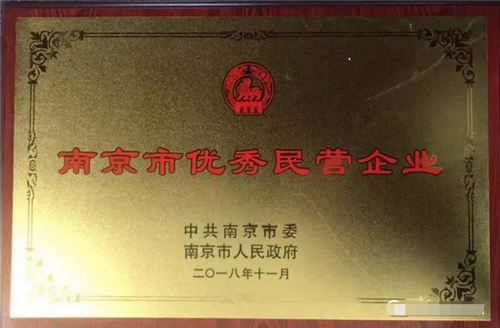 南京市优秀民营企业
中共南京市委
南京市人民政府
二〇一八年十一月